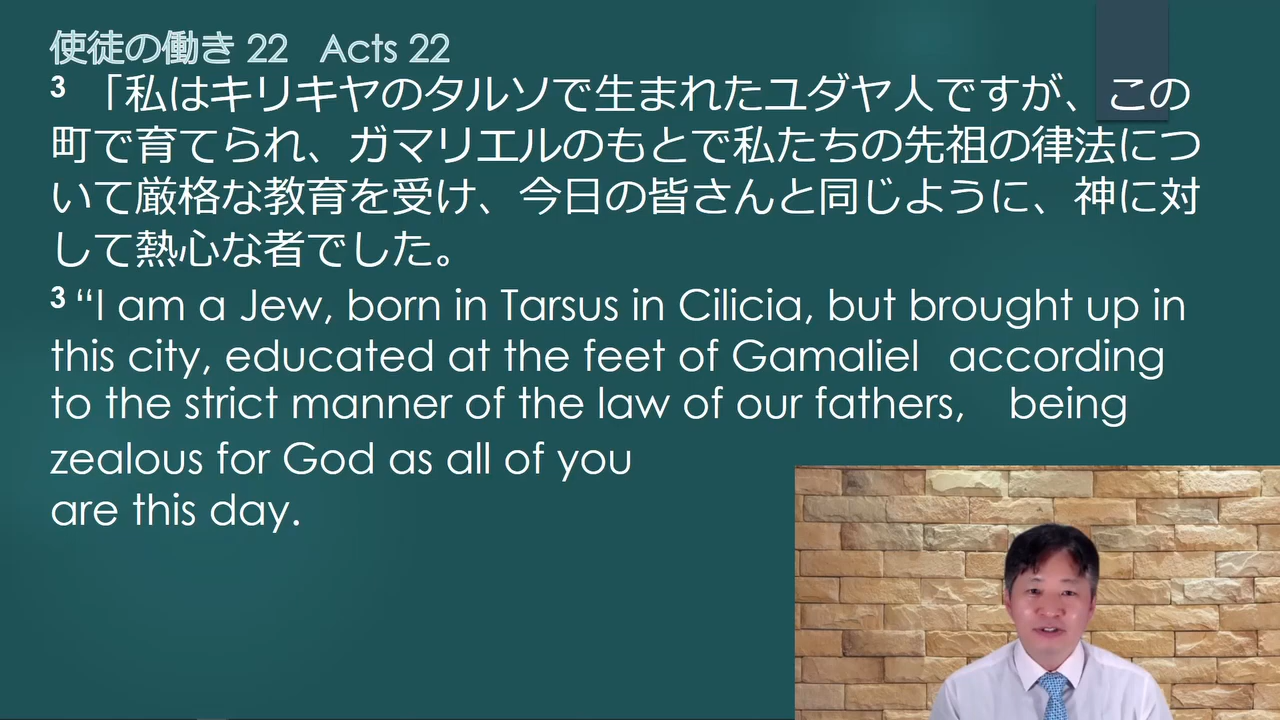 使徒の働き 22 Acts 22
3 「私はキリキヤのタルソで生まれたユダヤ人ですが、この
町で育てられ、ガマリエルのもとで私たちの先祖の律法につ
いて厳格な教育を受け、今日の皆さんと同じように、神に対
して熱心な者でした。
3 “I am a Jew, born in Tarsus in Cilicia, but brought up in
this city, educated at the feet of Gamaliel according
to the strict manner of the law of our fathers, being
zealous for God as all of you
are this day.